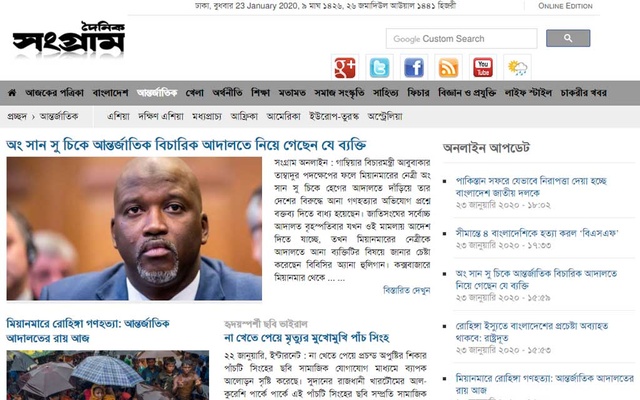 ঢাকা, বুধবার 23 January 2020, ৯ মাঘ ১৪২৬, ২৬ জমাদিউল আউয়াল ১৪৪১ হিজরী
Online Edition
দৈনিক
সংগ্রাম
Google Custom Search
আজকের পত্রিকা বাংলাদেশ আন্তর্জাতিক খেলা অর্থনীতি শিক্ষা মতামত সমাজ সংস্কৃতি সাহিত্য ফিচার বিজ্ঞান ও প্রযুক্তি লাইফ স্টাইল চাকরীর খবর
প্রচ্ছদ › আন্তর্জাতিক এশিয়া দক্ষিণ এশিয়া মধ্যপ্রাচ্য আফ্রিকা আমেরিকা ইউরোপ-তুরস্ক অস্ট্রেলিয়া
অং সান সু চিকে আন্তর্জাতিক বিচারিক আদালতে নিয়ে গেছেন যে ব্যক্তি
সংগ্রাম অনলাইন : গাম্বিয়ার বিচারমন্ত্রী আবুবাকার
তাম্বাদুর পদক্ষেপের ফলে মিয়ানমারের নেত্রী অং
সান সু চিকে হেগের আদালতে দাঁড়িয়ে তার
দেশের বিরুদ্ধে আনা গণহত্যার অভিযোগ প্রশ্নে
বক্তব্য দিতে বাধ্য হয়েছেন। জাতিসংঘের সর্বোচ্চ
আদালত বৃহস্পতিবার যখন ওই মামলায় আদেশ
দিতে যাচ্ছে, তখন মিয়ানমারের নেত্রীকে
আদালতে আনা ব্যক্তিটির বিষয়ে জানার চেষ্টা
করেছেন বিবিসির অ্যানা হুলিগান। কক্সবাজারে
মিয়ানমার থেকে ... ...
বিস্তারিত দেখুন
মিয়ানমারে রোহিঙ্গা গণহত্যা: আন্তর্জাতিক
আদালতের রায় আজ
হৃদয়স্পর্শী ছবি ভাইরাল
না খেতে পেয়ে মৃত্যুর মুখোমুখি পাঁচ সিংহ
২২ জানুয়ারি, ইন্টারনেট : না খেতে পেয়ে প্রচন্ড অপুষ্টির শিকার
পাঁচটি সিংহের ছবি সামাজিক যোগাযোগ মাধ্যমে ব্যাপক
আলোড়ন সৃষ্টি করেছে। সুদানের রাজধানী খারটৌমের আল-
কুরেশি পার্কে পার্কে এই পাঁচটি সিংহের ছবি সম্প্রতি সামাজিক
অনলাইন আপডেট
পাকিস্তান সফরে যেভাবে নিরাপত্তা দেয়া হচ্ছে
বাংলাদেশ জাতীয় দলকে
২৩ জানুয়ারি ২০২০ - ১৮:০২
সীমান্তে ৪ বাংলাদেশিকে হত্যা করল 'বিএসএফ'
২৩ জানুয়ারি ২০২০ - ১৭:৩৩
অং সান সু চিকে আন্তর্জাতিক বিচারিক আদালতে
নিয়ে গেছেন যে ব্যক্তি
২৩ জানুয়ারি ২০২০ - ১৫:৫৯
রোহিঙ্গা ইস্যুতে বাংলাদেশের প্রচেষ্টা অব্যাহত
থাকবে: রাষ্ট্রদূত
২৩ জানুয়ারি ২০২০ - ১৫:৫৩
মিয়ানমারে রোহিঙ্গা গণহত্যা: আন্তর্জাতিক আদালতের
রায় আজ